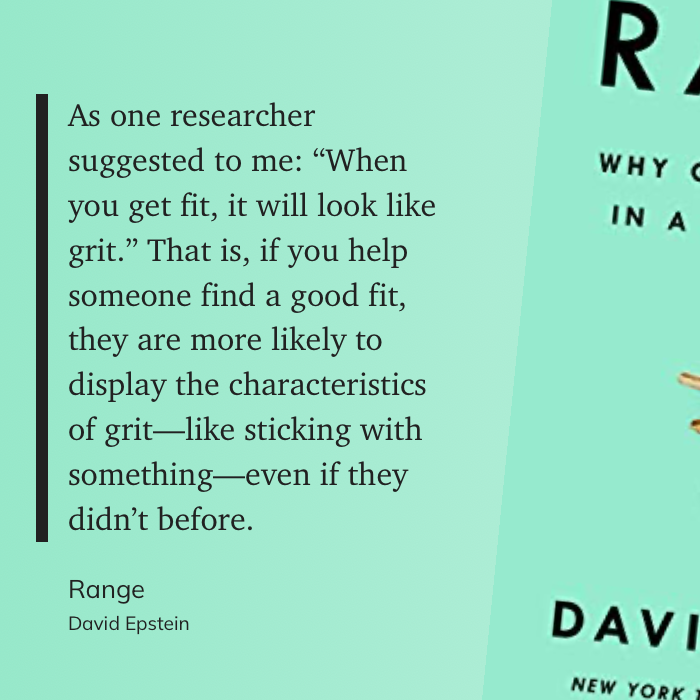 As one researcher
suggested to me: “When
you get fit, it will look like
grit.” That is, if you help
someone find a good fit,
they are more likely to
display the characteristics
of grit—like sticking with
something—even if they
didn’t before.
Range
David Epstein
R
WHY
IN A
DAVI
NEW YORK